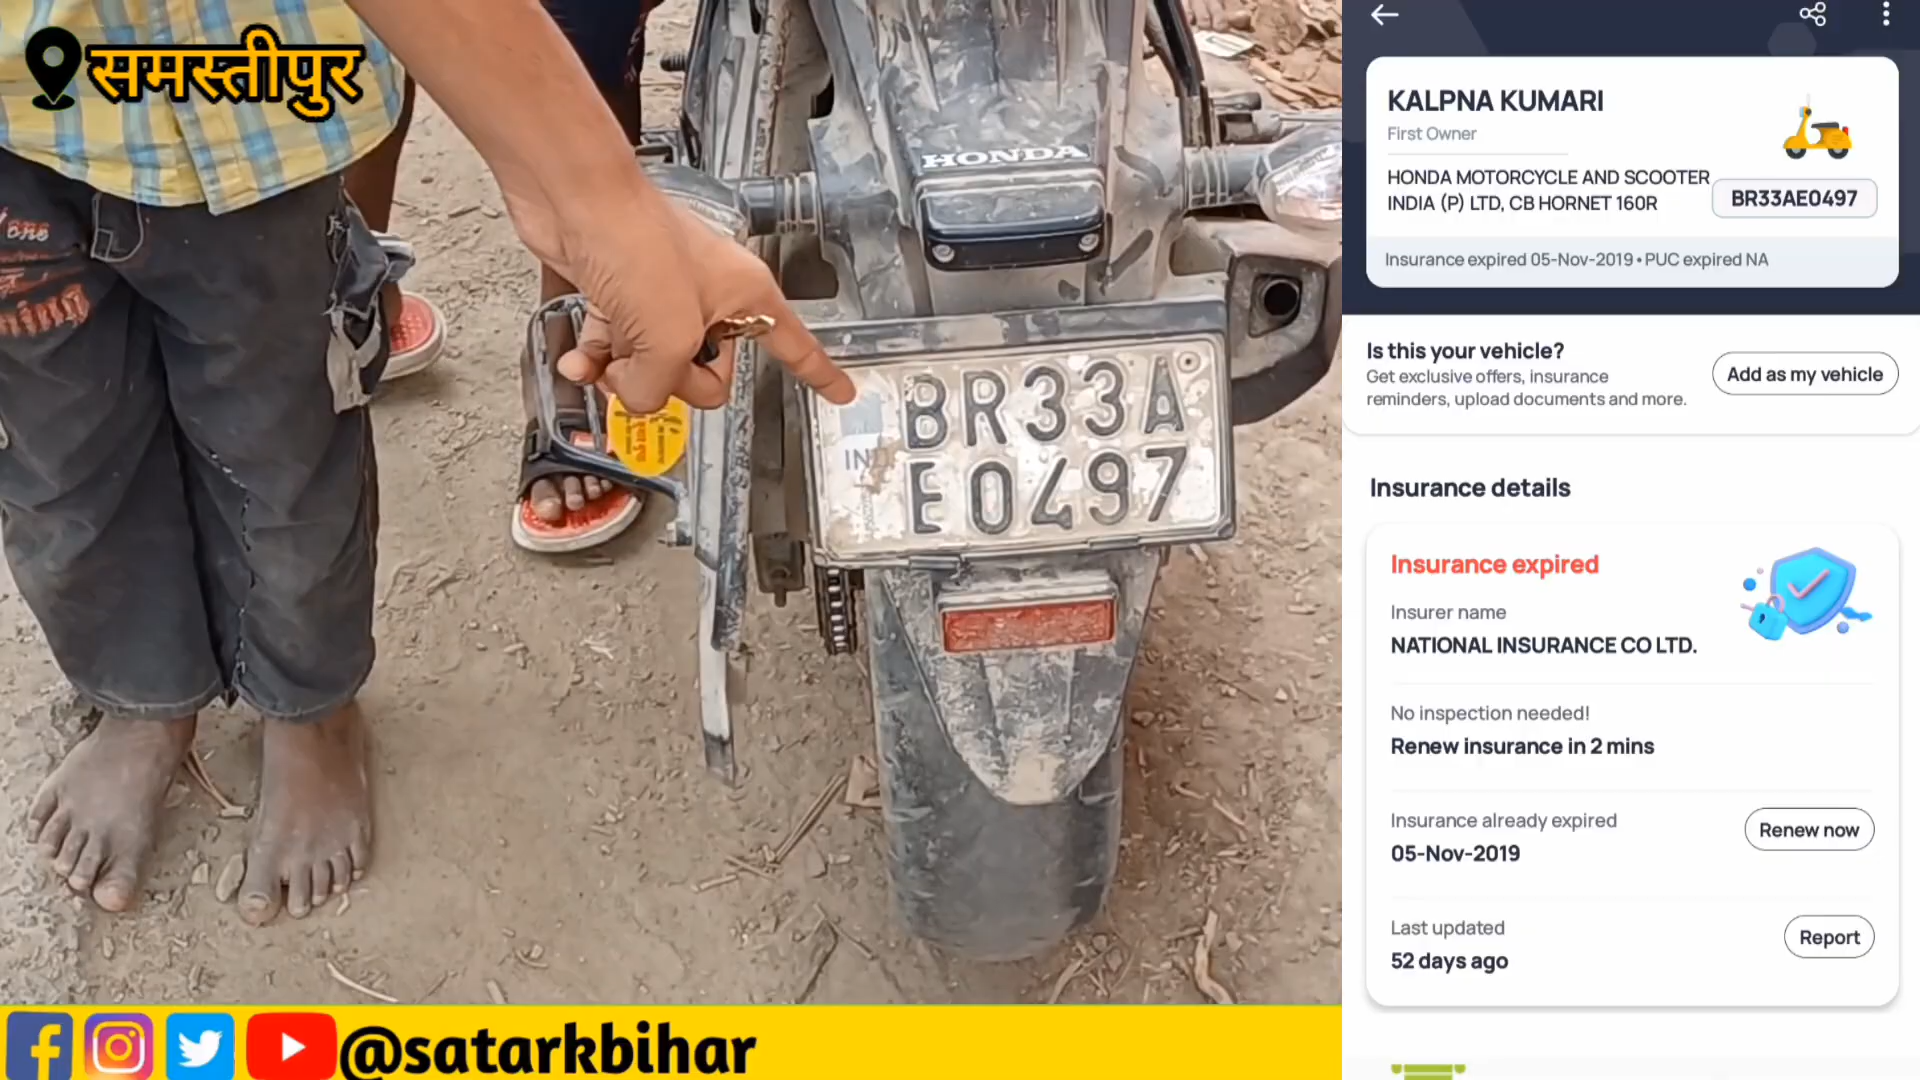 समस्तीपुर
HONDA
BR33A
E0497
IND
@satarkbihar
KALPNA KUMARI
First Owner
HONDA MOTORCYCLE AND SCOOTER
INDIA (P) LTD, CB HORNET 160R
BR33AE0497
Insurance expired 05-Nov-2019 • PUC expired NA
Is this your vehicle?
Get exclusive offers, insurance
reminders, upload documents and more.
Add as my vehicle
Insurance details
Insurance expired
Insurer name
NATIONAL INSURANCE CO LTD.
No inspection needed!
Renew insurance in 2 mins
Insurance already expired
05-Nov-2019
Renew now
Last updated
52 days ago
Report